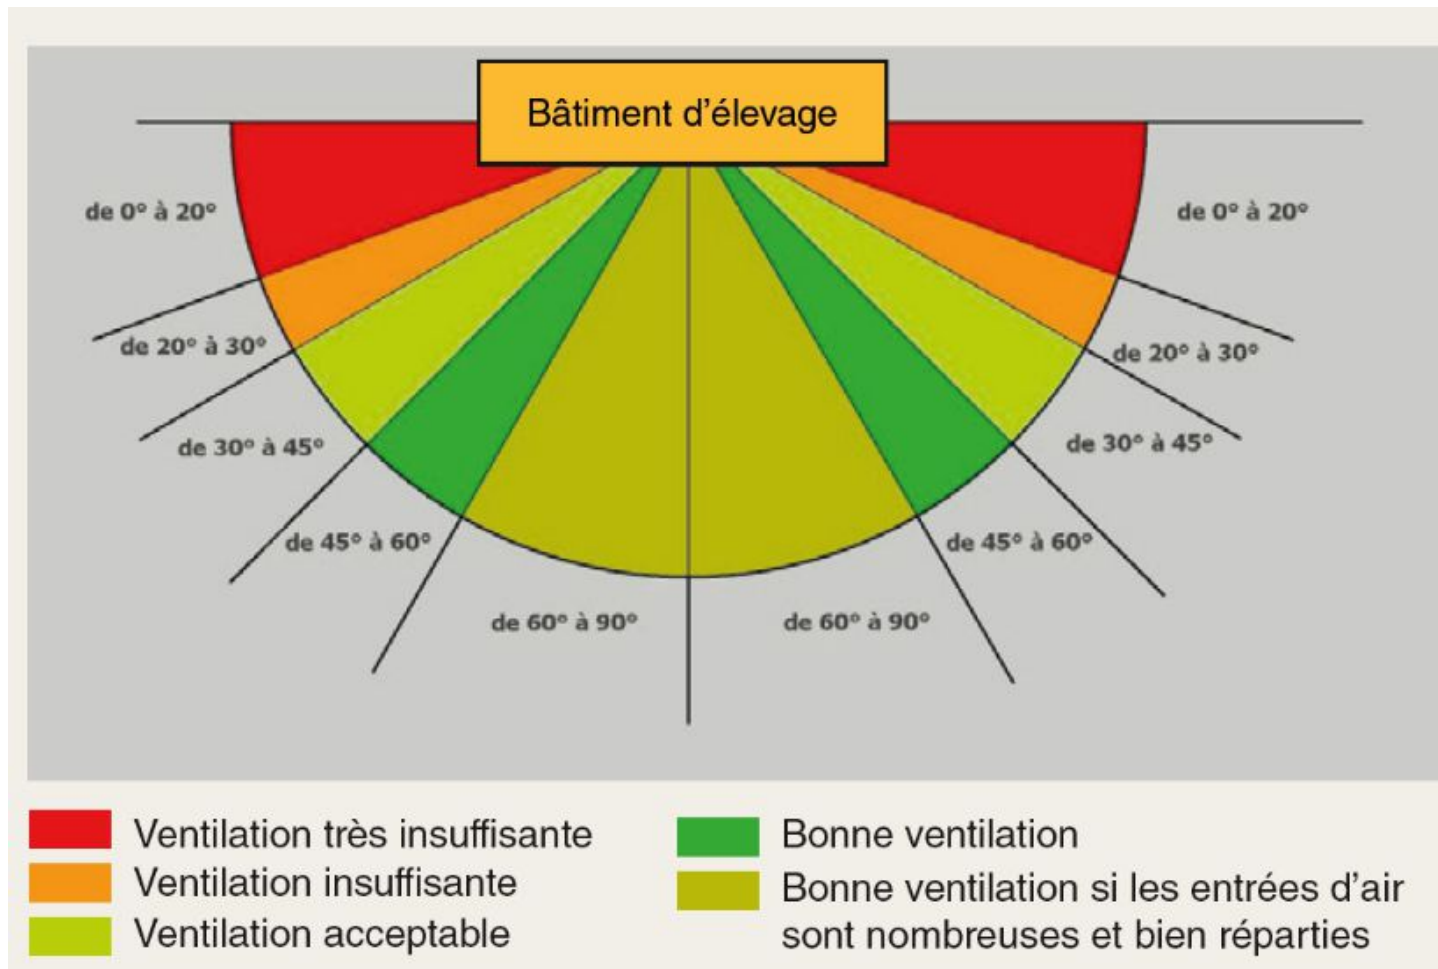 Bâtiment d'élevage
de 0° à 20°
de 0° à 20°
de 20° à 30°
de 20° à 30°
de 30° à 45°
de 30° à 45°
de 45° à 60°
de 45° à 60°
de 60° à 90°
de 60° à 90°
Ventilation très insuffisante
Ventilation insuffisante
Ventilation acceptable
Bonne ventilation
Bonne ventilation si les entrées d'air
sont nombreuses et bien réparties